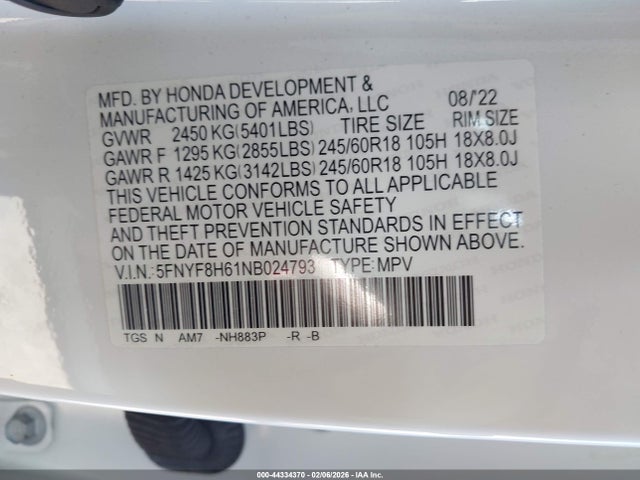 MFD. BY HONDA DEVELOPMENT &
MANUFACTURING OF AMERICA, LLC 08/'22
GVWR 2450 KG(5401LBS) TIRE SIZE RIM SIZE
GAWR F 1295 KG(2855LBS) 245/60R18 105H 18X8.0J
GAWR R 1425 KG(3142LBS) 245/60R18 105H 18X8.0J
THIS VEHICLE CONFORMS TO ALL APPLICABLE
FEDERAL MOTOR VEHICLE SAFETY
AND THEFT PREVENTION STANDARDS IN EFFECT
ON THE DATE OF MANUFACTURE SHOWN ABOVE.
V.I.N.: 5FNYF8H61NB024793 TYPE: MPV
TGS N AM7 -NH883P -R -B
000-44334370 - 02/06/2026 - IAA Inc.